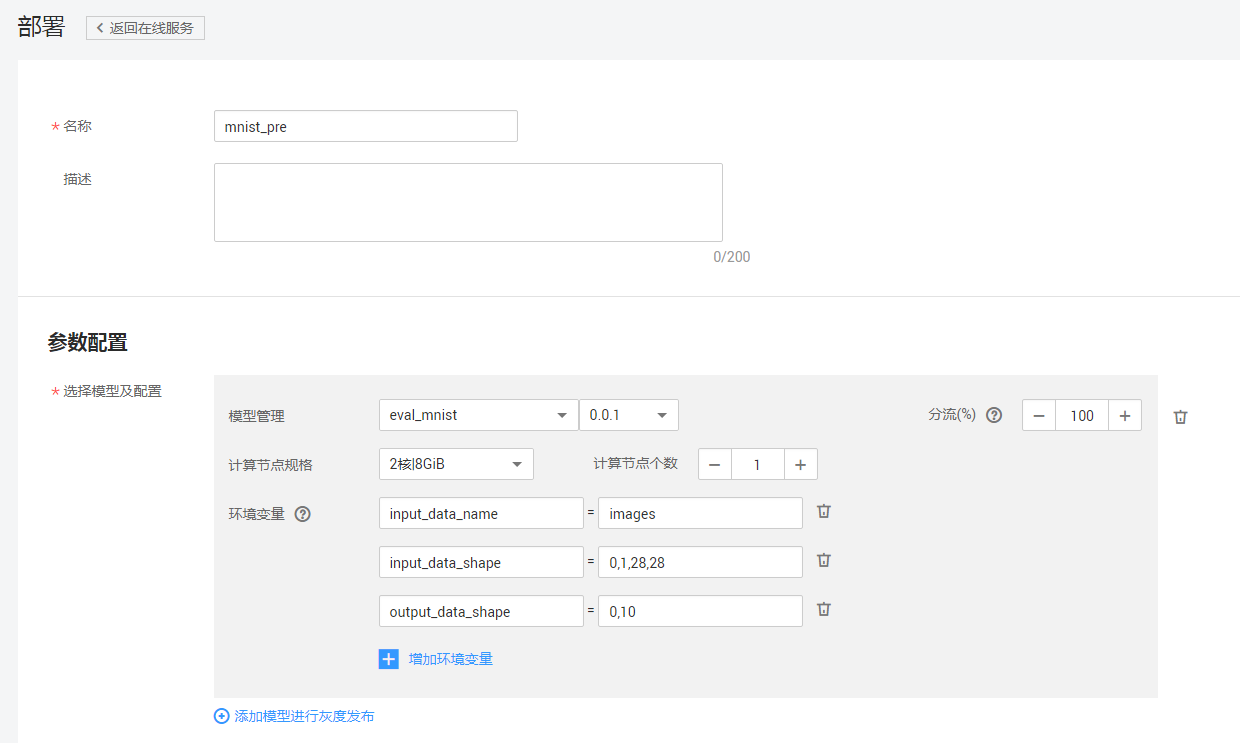 部署 返回在线服务
* 名称 mnist_pre
描述
0/200
参数配置
* 选择模型及配置
模型管理 eval_mnist 0.0.1 分流(%) ? − 100 +
计算节点规格 2核|8GiB 计算节点个数 − 1 +
环境变量 ? input_data_name = images
input_data_shape = 0,1,28,28
output_data_shape = 0,10
增加环境变量
添加模型进行灰度发布